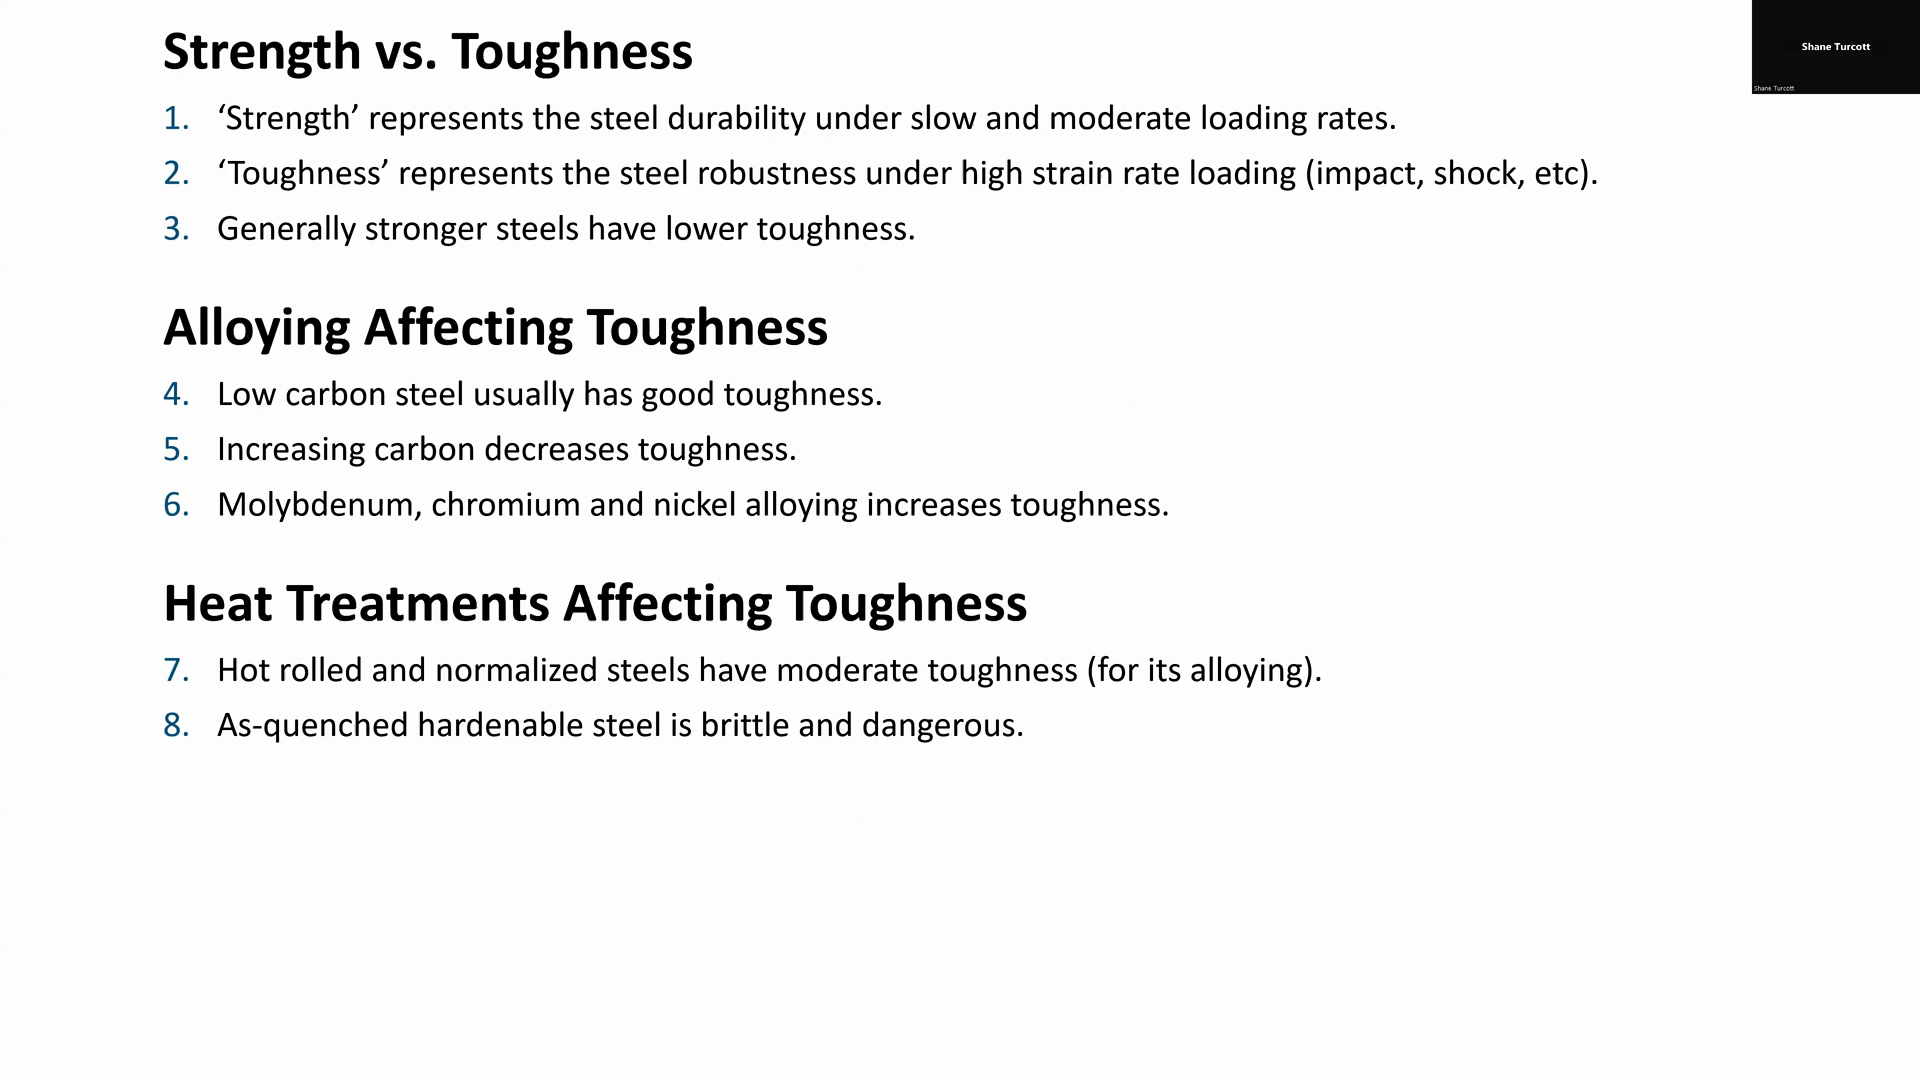 Strength vs. Toughness
Shane Turcott
Shane Turcott
1. ‘Strength’ represents the steel durability under slow and moderate loading rates.
2. ‘Toughness’ represents the steel robustness under high strain rate loading (impact, shock, etc).
3. Generally stronger steels have lower toughness.
Alloying Affecting Toughness
4. Low carbon steel usually has good toughness.
5. Increasing carbon decreases toughness.
6. Molybdenum, chromium and nickel alloying increases toughness.
Heat Treatments Affecting Toughness
7. Hot rolled and normalized steels have moderate toughness (for its alloying).
8. As-quenched hardenable steel is brittle and dangerous.